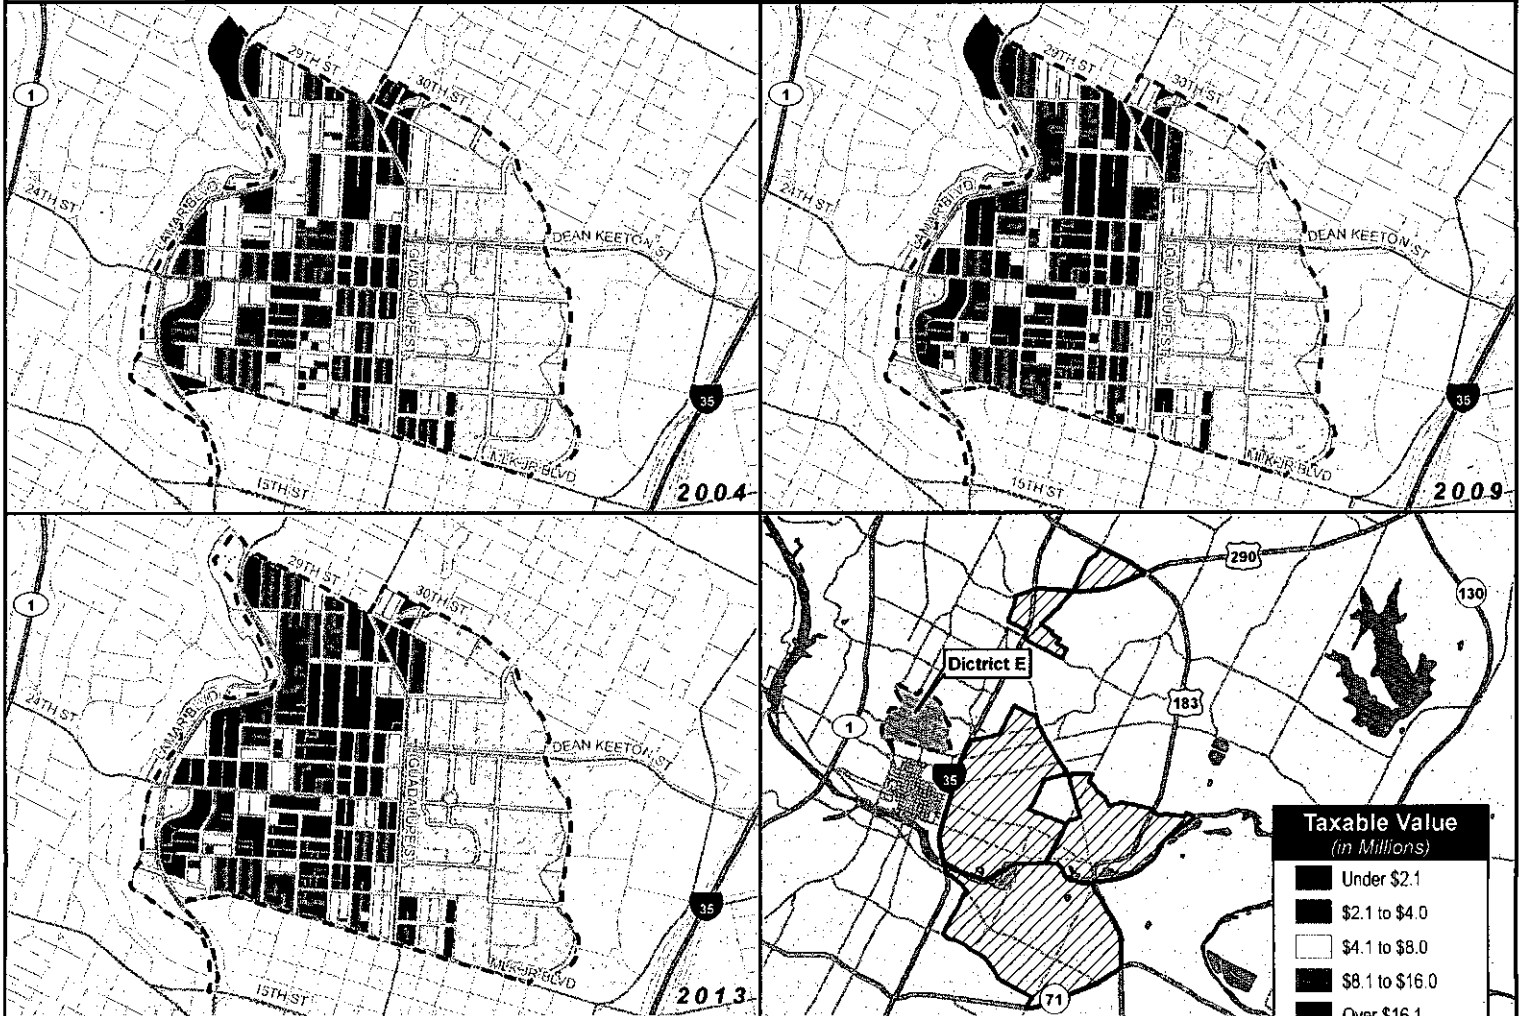 1
29TH ST
30TH ST
24TH ST
LAMAR BLVD
DEAN KEETON ST
GUADALUPE ST
35
MLK JR BLVD
15TH ST
2004
1
29TH ST
30TH ST
24TH ST
LAMAR BLVD
DEAN KEETON ST
GUADALUPE ST
35
MLK JR BLVD
15TH ST
2009
1
29TH ST
30TH ST
24TH ST
LAMAR BLVD
DEAN KEETON ST
GUADALUPE ST
35
MLK JR BLVD
15TH ST
2013
290
130
Dictrict E
183
1
35
71
Taxable Value
(in Millions)
Under $2.1
$2.1 to $4.0
$4.1 to $8.0
$8.1 to $16.0
Over $16.1